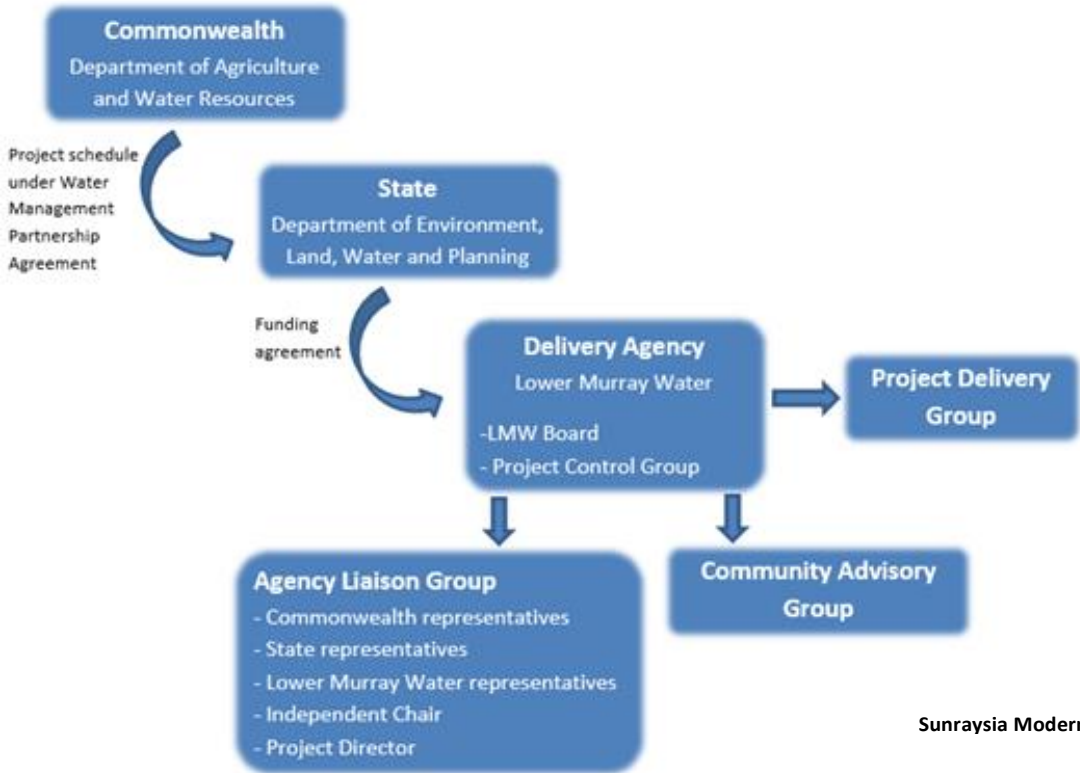 Commonwealth
Department of Agriculture
and Water Resources
Project schedule
under Water
Management
Partnership
Agreement
State
Department of Environment,
Land, Water and Planning
Funding
agreement
Delivery Agency
Lower Murray Water
-LMW Board
- Project Control Group
Project Delivery
Group
Agency Liaison Group
- Commonwealth representatives
- State representatives
- Lower Murray Water representatives
- Independent Chair
- Project Director
Community Advisory
Group
Sunraysia Modern